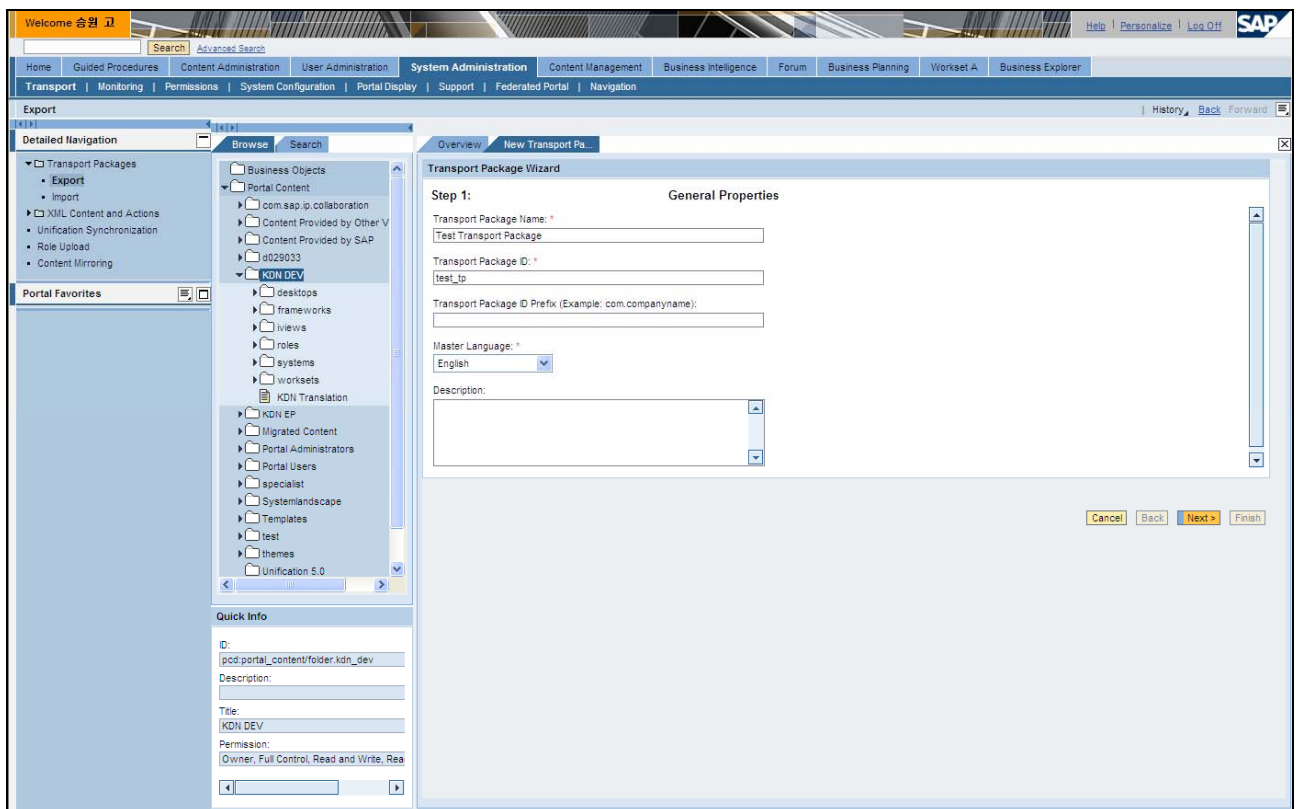 Welcome 승원 고
Help | Personalize | Log Off
SAP
Search Advanced Search
Home Guided Procedures Content Administration User Administration System Administration Content Management Business Intelligence Forum Business Planning Workset A Business Explorer
Transport | Monitoring | Permissions | System Configuration | Portal Display | Support | Federated Portal | Navigation
Export
| History Back Forward
Detailed Navigation
Transport Packages
Export
Import
XML Content and Actions
Unification Synchronization
Role Upload
Content Mirroring
Portal Favorites
Browse Search
Business Objects
Portal Content
com.sap.ip.collaboration
Content Provided by Other V
Content Provided by SAP
d029033
KDN DEV
desktops
frameworks
iviews
roles
systems
worksets
KDN Translation
KDN EP
Migrated Content
Portal Administrators
Portal Users
specialist
Systemlandscape
Templates
test
themes
Unification 5.0
Quick Info
ID:
pcd:portal_content/folder.kdn_dev
Description:
Title:
KDN DEV
Permission:
Owner, Full Control, Read and Write, Rea
Overview New Transport Pa...
Transport Package Wizard
Step 1: General Properties
Transport Package Name: *
Test Transport Package
Transport Package ID: *
test_tp
Transport Package ID Prefix (Example: com.companyname):
Master Language: *
English
Description:
Cancel Back Next > Finish